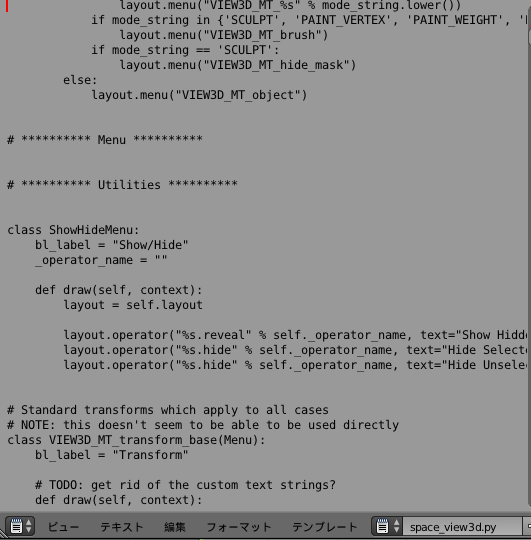 layout.menu("VIEW3D_MT_%s" % mode_string.lower())
if mode_string in {'SCULPT', 'PAINT_VERTEX', 'PAINT_WEIGHT',
layout.menu("VIEW3D_MT_brush")
if mode_string == 'SCULPT':
layout.menu("VIEW3D_MT_hide_mask")
else:
layout.menu("VIEW3D_MT_object")
# ********** Menu **********
# ********** Utilities **********
class ShowHideMenu:
bl_label = "Show/Hide"
_operator_name = ""
def draw(self, context):
layout = self.layout
layout.operator("%s.reveal" % self._operator_name, text="Show Hidd
layout.operator("%s.hide" % self._operator_name, text="Hide Select
layout.operator("%s.hide" % self._operator_name, text="Hide Unsele
# Standard transforms which apply to all cases
# NOTE: this doesn't seem to be able to be used directly
class VIEW3D_MT_transform_base(Menu):
bl_label = "Transform"
# TODO: get rid of the custom text strings?
def draw(self, context):
ビュー テキスト 編集 フォーマット テンプレート space_view3d.py